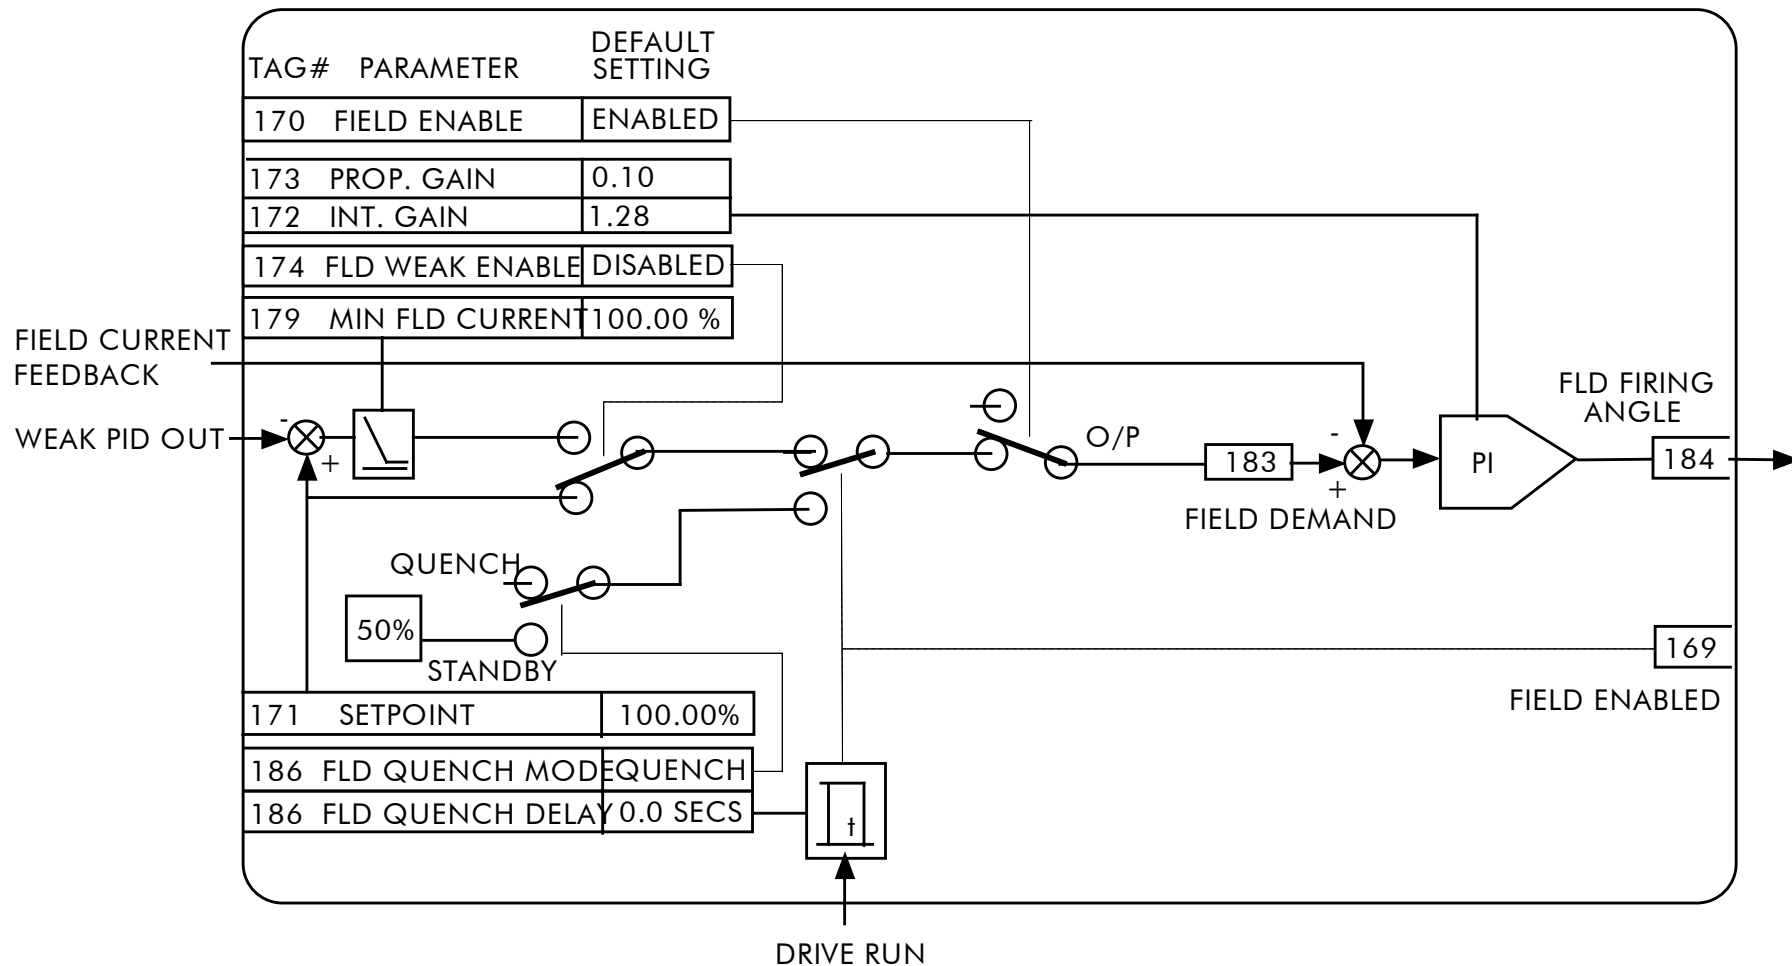 DEFAULT
TAG# PARAMETER SETTING
170 FIELD ENABLE ENABLED
173 PROP. GAIN 0.10
172 INT. GAIN 1.28
174 FLD WEAK ENABLE DISABLED
179 MIN FLD CURRENT 100.00 %
FIELD CURRENT
FEEDBACK
FLD FIRING
ANGLE
WEAK PID OUT
-
+
O/P
183
-
+
FIELD DEMAND
PI
184
QUENCH
50%
STANDBY
169
FIELD ENABLED
171 SETPOINT 100.00%
186 FLD QUENCH MODE QUENCH
186 FLD QUENCH DELAY 0.0 SECS
t
DRIVE RUN